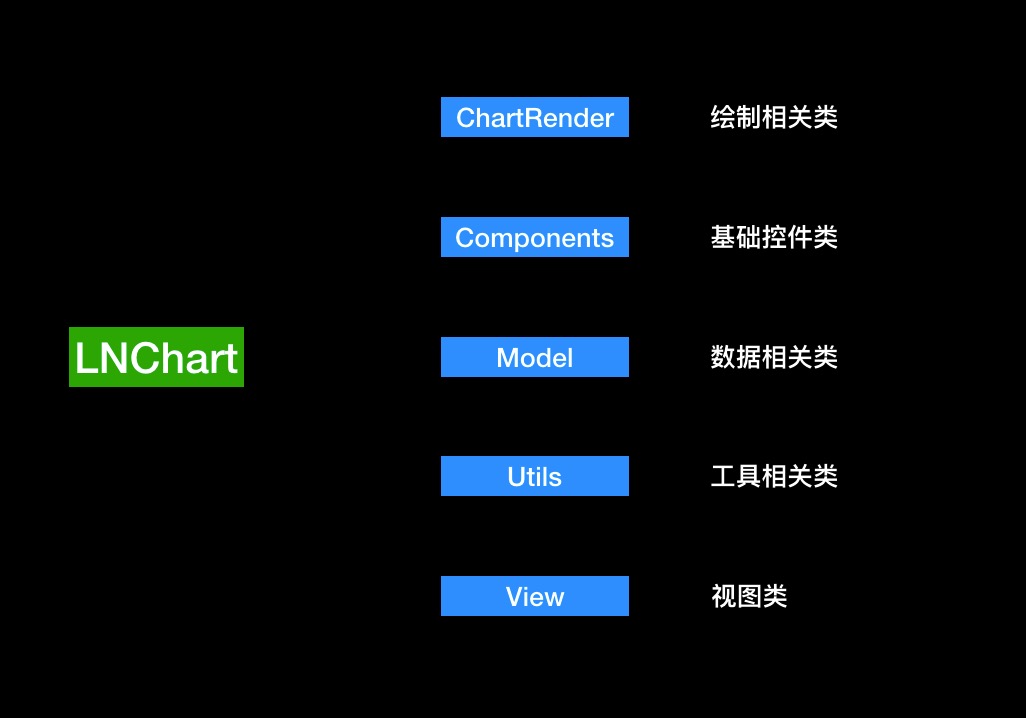 ChartRender 绘制相关类
Components 基础控件类
LNChart
Model 数据相关类
Utils 工具相关类
View 视图类